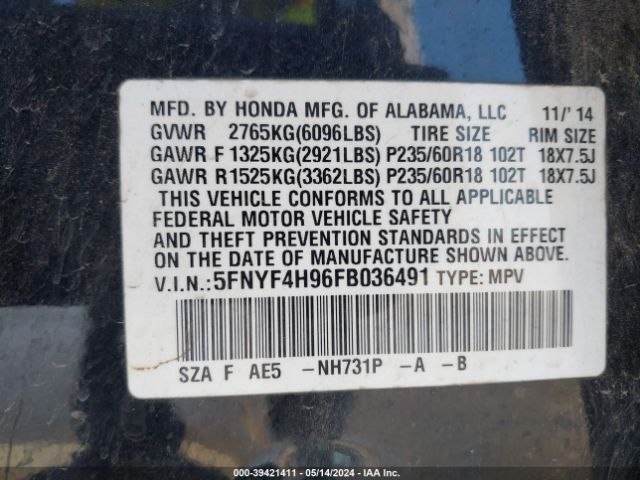 MFD. BY HONDA MFG. OF ALABAMA, LLC 11/' 14
GVWR 2765KG(6096LBS) TIRE SIZE RIM SIZE
GAWR F 1325KG(2921LBS) P235/60R18 102T 18X7.5J
GAWR R 1525KG(3362LBS) P235/60R18 102T 18X7.5J
THIS VEHICLE CONFORMS TO ALL APPLICABLE
FEDERAL MOTOR VEHICLE SAFETY
AND THEFT PREVENTION STANDARDS IN EFFECT
ON THE DATE OF MANUFACTURE SHOWN ABOVE.
V.I.N.:5FNYF4H96FB036491 TYPE: MPV
SZA F AE5 -NH731P -A -B
000-39421411 - 05/14/2024 - IAA Inc.